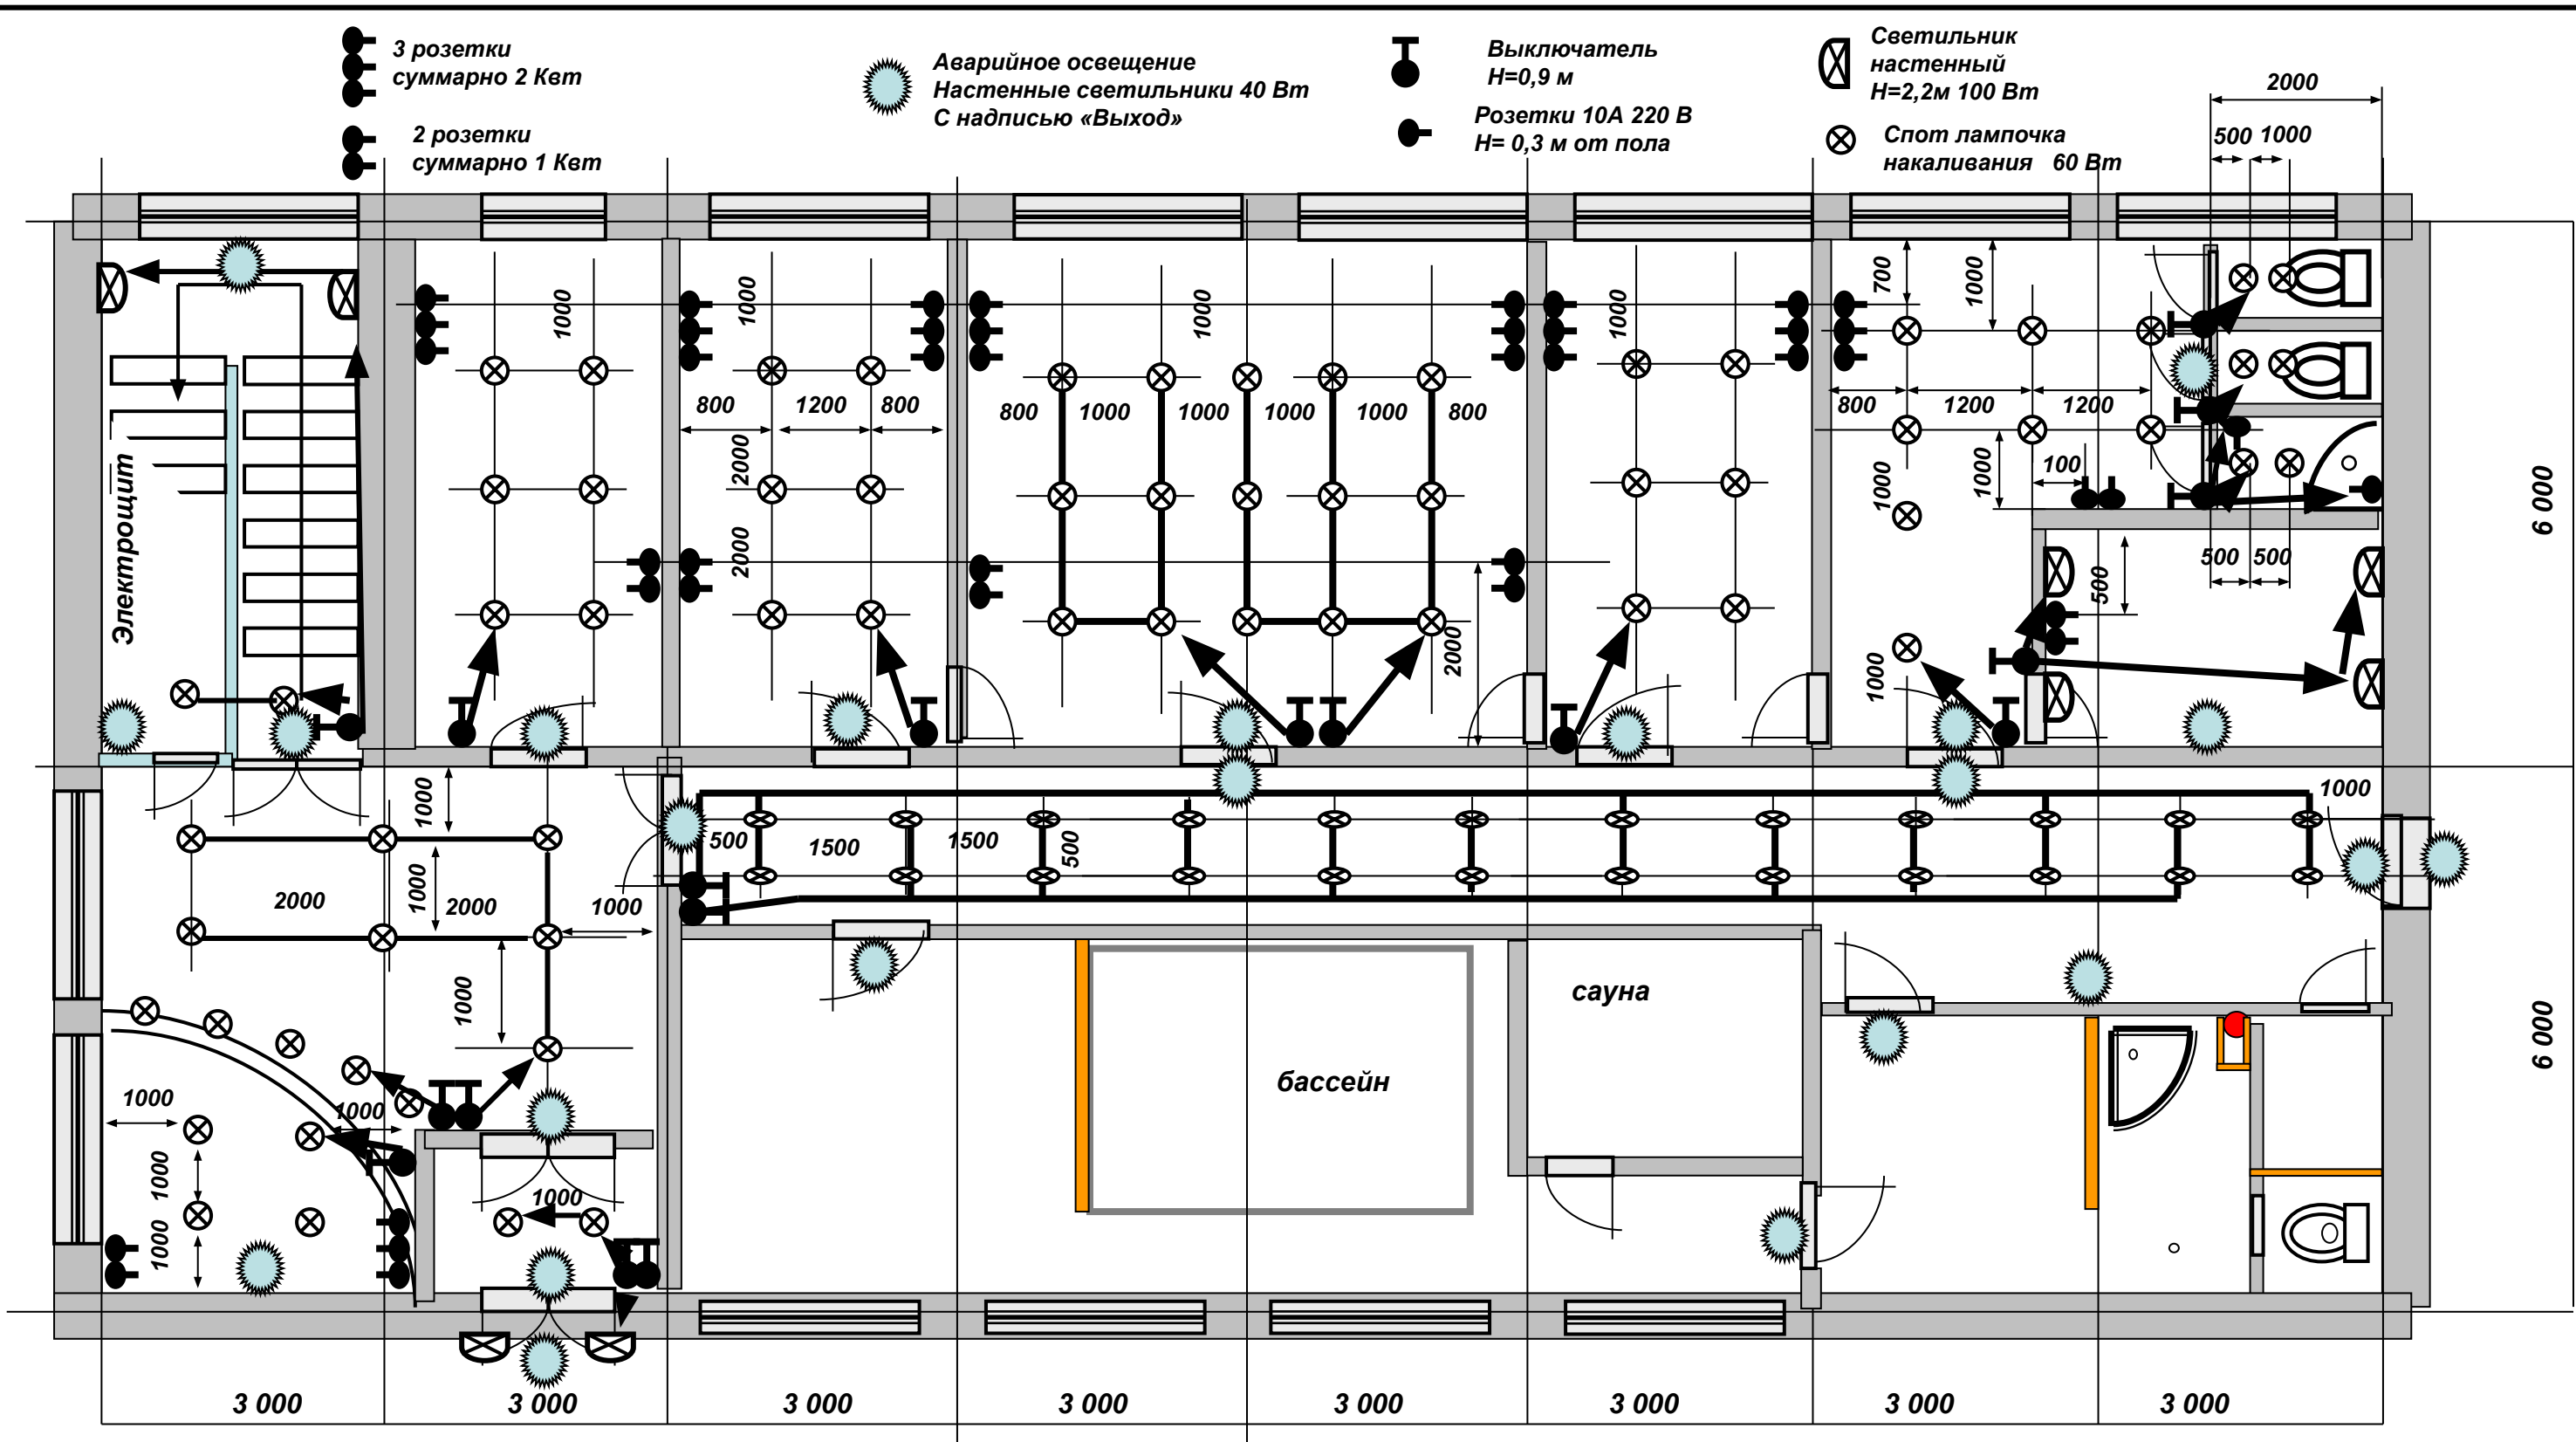 3 розетки
суммарно 2 Квт
2 розетки
суммарно 1 Квт
Аварийное освещение
Настенные светильники 40 Вт
С надписью «Выход»
Выключатель
Н=0,9 м
Розетки 10А 220 В
Н= 0,3 м от пола
Светильник
настенный
Н=2,2м 100 Вт
Спот лампочка
накаливания 60 Вт
2000
500 1000
1000
1000
1000
1000
700
1000
800 1200 800
800 1000 1000 1000 1000 800
800 1200 1200
2000
2000
2000
1000
1000
100
1000
500
500 500
Электрощит
6 000
1000
500 1500 1500 500
1000
1000
2000 2000 1000
1000
сауна
бассейн
6 000
1000 1000
1000
1000
1000
3 000 3 000 3 000 3 000 3 000 3 000 3 000 3 000